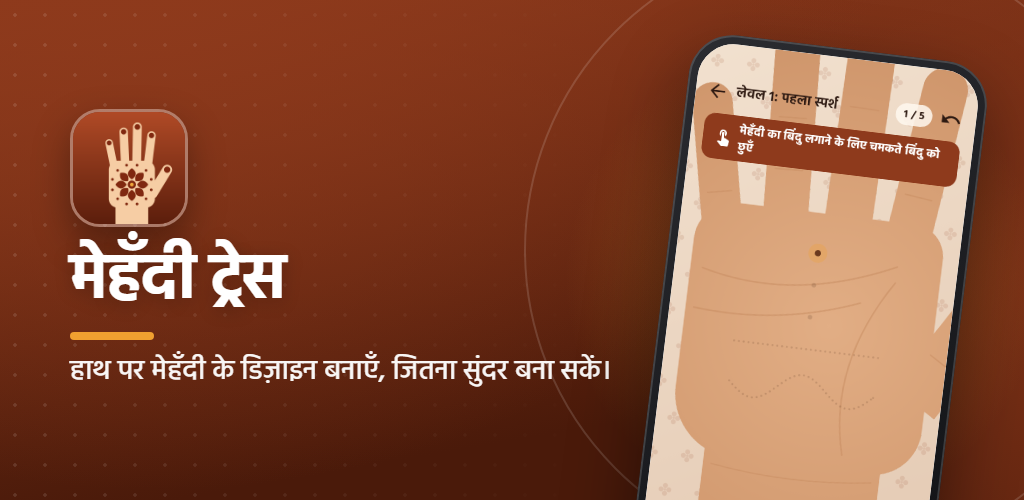 मेहँदी ट्रेस
हाथ पर मेहँदी के डिज़ाइन बनाएँ, जितना सुंदर बना सकें।
लेवल 1: पहला स्पर्श
1 / 5
मेहँदी का बिंदु लगाने के लिए चमकते बिंदु को
छुएँ